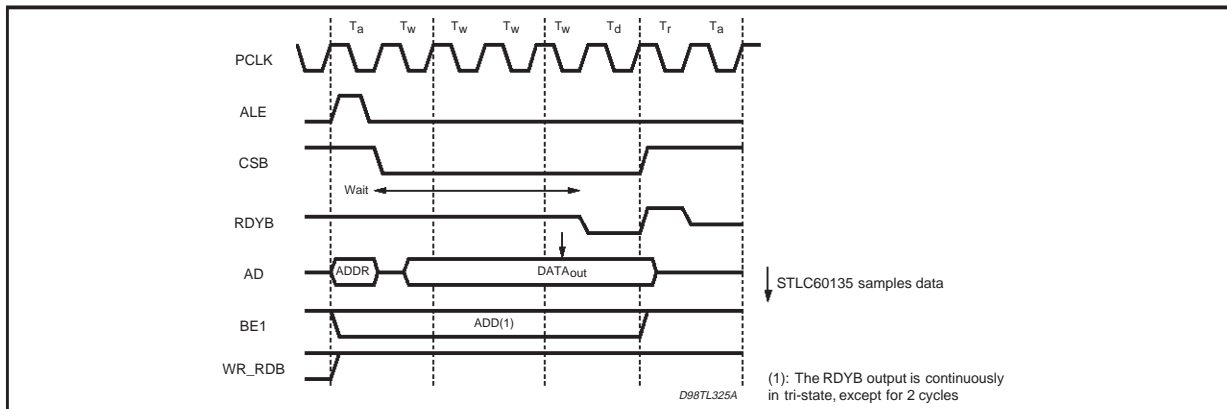 Ta Tw Tw Tw Tw Td Tr Ta
PCLK
ALE
CSB
Wait
RDYB
AD ADDR DATAout
STLC60135 samples data
BE1 ADD(1)
WR_RDB
(1): The RDYB output is continuously
in tri-state, except for 2 cycles
D98TL325A